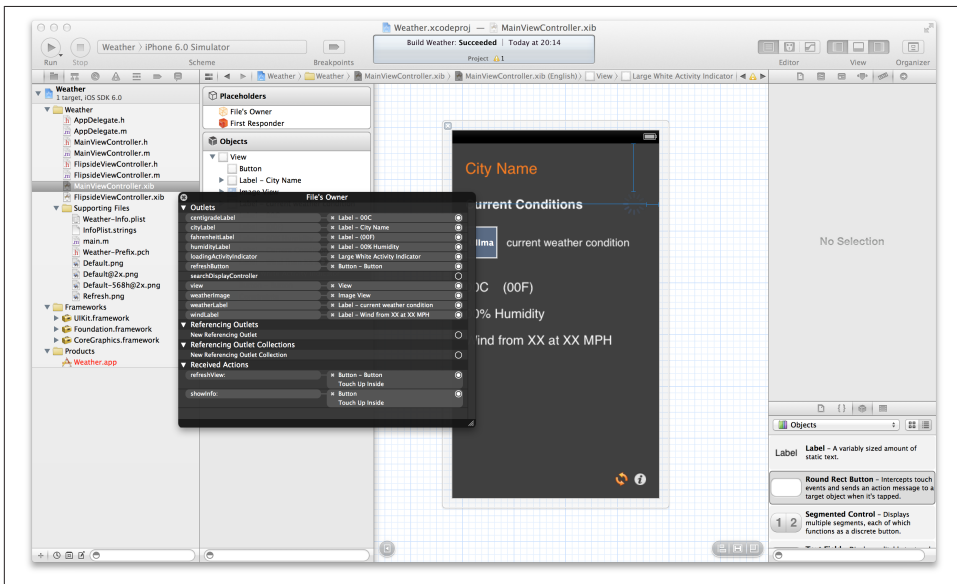 Weather.xcodeproj — MainViewController.xib
Weather 〉 iPhone 6.0 Simulator
Build Weather: Succeeded | Today at 20:14
Project 1
Run Stop Scheme Breakpoints Editor View Organizer
Weather 〉 Weather 〉 MainViewController.xib 〉 MainViewController.xib (English) 〉 View 〉 Large White Activity Indicator
Weather
1 target, iOS SDK 6.0
Weather
AppDelegate.h
AppDelegate.m
MainViewController.h
MainViewController.m
FlipsideViewController.h
FlipsideViewController.m
MainViewController.xib
FlipsideViewController.xib
Supporting Files
Weather-Info.plist
InfoPlist.strings
main.m
Weather-Prefix.pch
Default.png
Default@2x.png
Default-568h@2x.png
Refresh.png
Frameworks
UIKit.framework
Foundation.framework
CoreGraphics.framework
Products
Weather.app
Placeholders
File's Owner
First Responder
Objects
View
Button
Label – City Name
Image View
File's Owner
Outlets
centigradeLabel Label – 00C
cityLabel Label – City Name
fahrenheitLabel Label – (00F)
humidityLabel Label – 00% Humidity
loadingActivityIndicator Large White Activity Indicator
refreshButton Button – Button
searchDisplayController
view View
weatherImage Image View
weatherLabel Label – current weather condition
windLabel Label – Wind from XX at XX MPH
Referencing Outlets
New Referencing Outlet
Referencing Outlet Collections
New Referencing Outlet Collection
Received Actions
refreshView: Button – Button
Touch Up Inside
showInfo: Button
Touch Up Inside
City Name
urrent Conditions
lima current weather condition
0C (00F)
0% Humidity
ind from XX at XX MPH
No Selection
Objects
Label Label – A variably sized amount of
static text.
Round Rect Button – Intercepts touch
events and sends an action message to a
target object when it's tapped.
1 2 Segmented Control – Displays
multiple segments, each of which
functions as a discrete button.